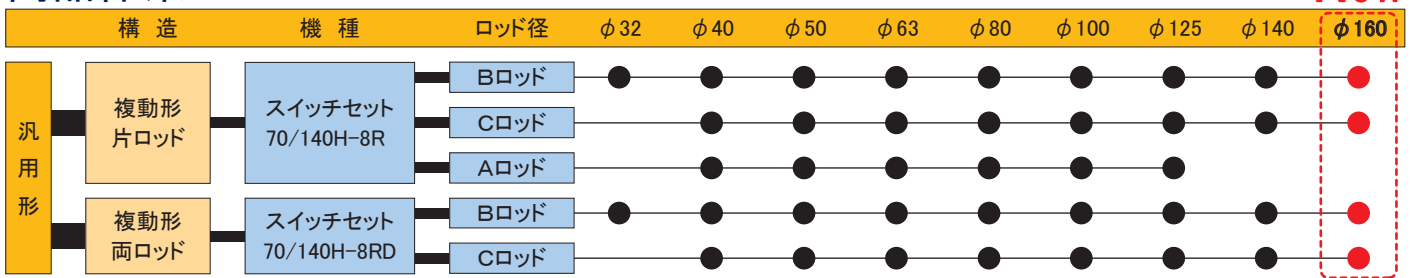 構 造 機 種 ロッド径 φ32 φ40 φ50 φ63 φ80 φ100 φ125 φ140 φ160
汎用形
複動形
片ロッド
スイッチセット
70/140H-8R
Bロッド
Cロッド
Aロッド
複動形
両ロッド
スイッチセット
70/140H-8RD
Bロッド
Cロッド